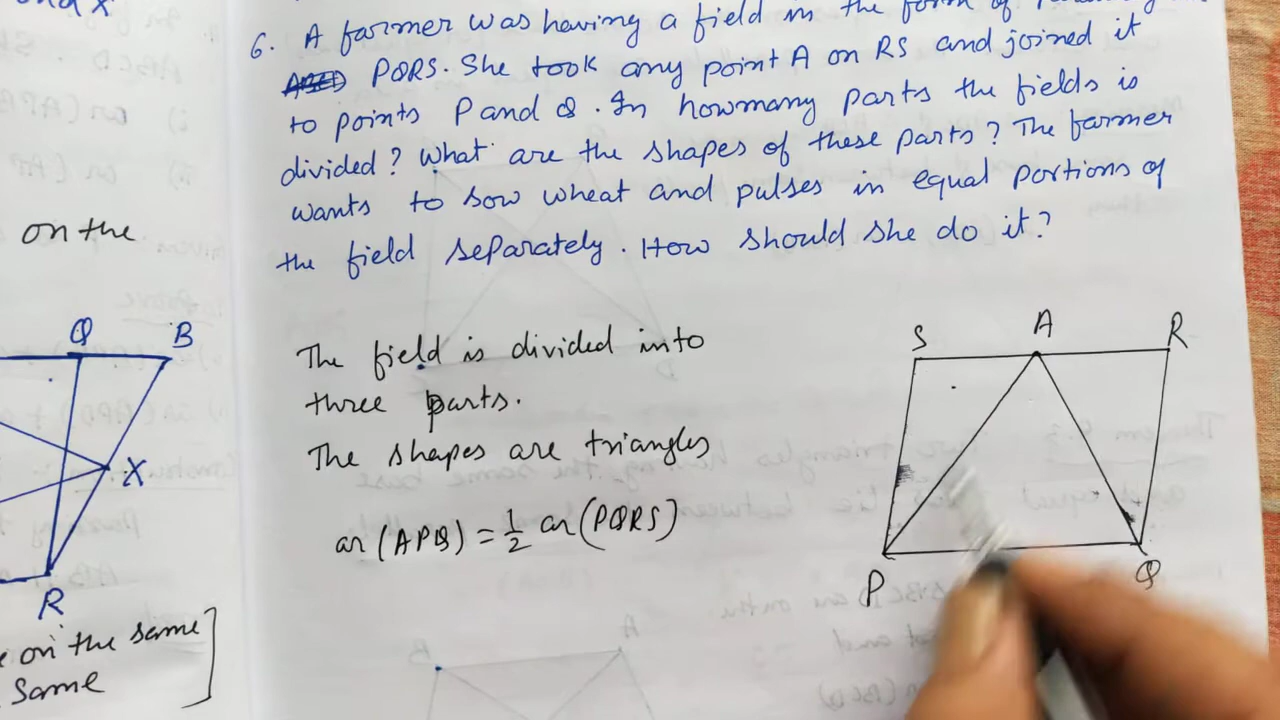 6. A farmer was having a field in the form of
PQRS. She took any point A on RS and joined it
to points P and Q. In howmany parts the fields is
divided? What are the shapes of these parts? The farmer
wants to sow wheat and pulses in equal portions of
the field separately. How should she do it?
on the
Q B
X
R
on the same
same
The field is divided into
three parts.
The shapes are triangles
ar (APQ) = 1/2 ar (PQRS)
S A R
P Q